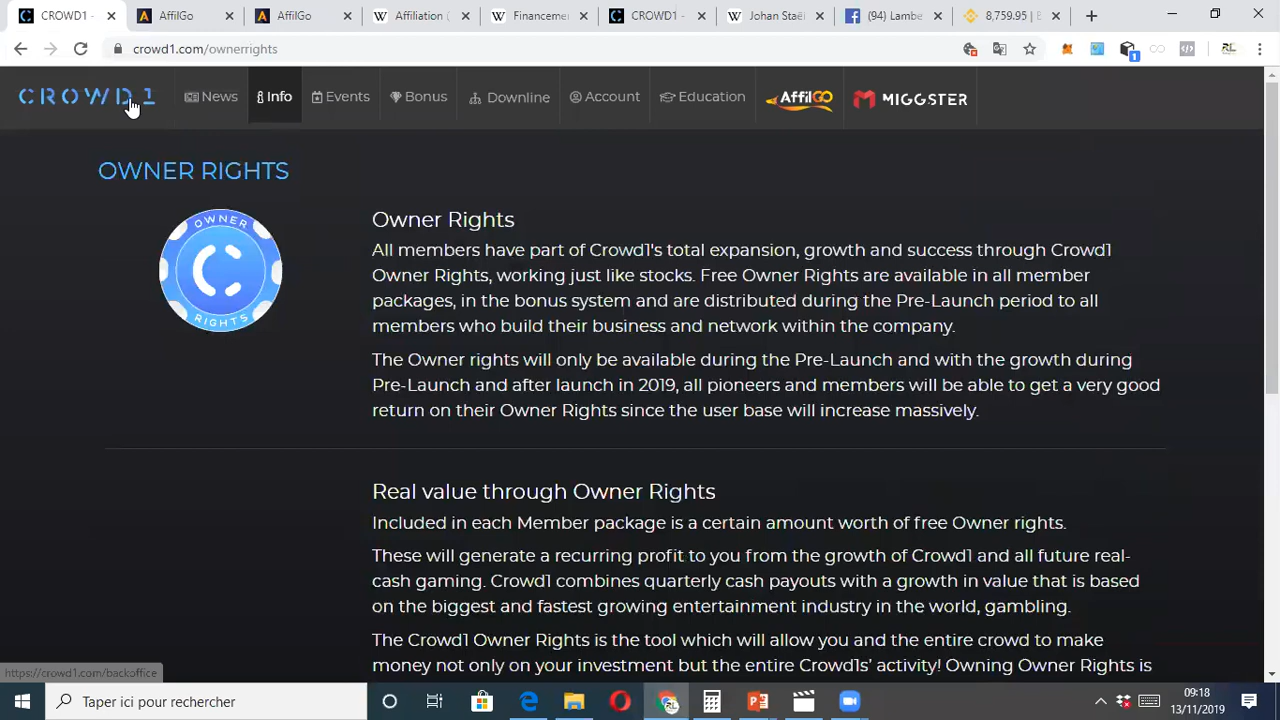 CROWD1 -
AffilGo
AffilGo
Affiliation (
Financeme
CROWD1 -
Johan Staë
(94) Lambe
8,759.95 | B
crowd1.com/ownerrights
CROWD1
News
Info
Events
Bonus
Downline
Account
Education
AffilGO
MIGGSTER
OWNER RIGHTS
OWNER
RIGHTS
Owner Rights
All members have part of Crowd1's total expansion, growth and success through Crowd1
Owner Rights, working just like stocks. Free Owner Rights are available in all member
packages, in the bonus system and are distributed during the Pre-Launch period to all
members who build their business and network within the company.
The Owner rights will only be available during the Pre-Launch and with the growth during
Pre-Launch and after launch in 2019, all pioneers and members will be able to get a very good
return on their Owner Rights since the user base will increase massively.
Real value through Owner Rights
Included in each Member package is a certain amount worth of free Owner rights.
These will generate a recurring profit to you from the growth of Crowd1 and all future real-
cash gaming. Crowd1 combines quarterly cash payouts with a growth in value that is based
on the biggest and fastest growing entertainment industry in the world, gambling.
The Crowd1 Owner Rights is the tool which will allow you and the entire crowd to make
money not only on your investment but the entire Crowd1s’ activity! Owning Owner Rights is
https://crowd1.com/backoffice
Taper ici pour rechercher
09:18
13/11/2019